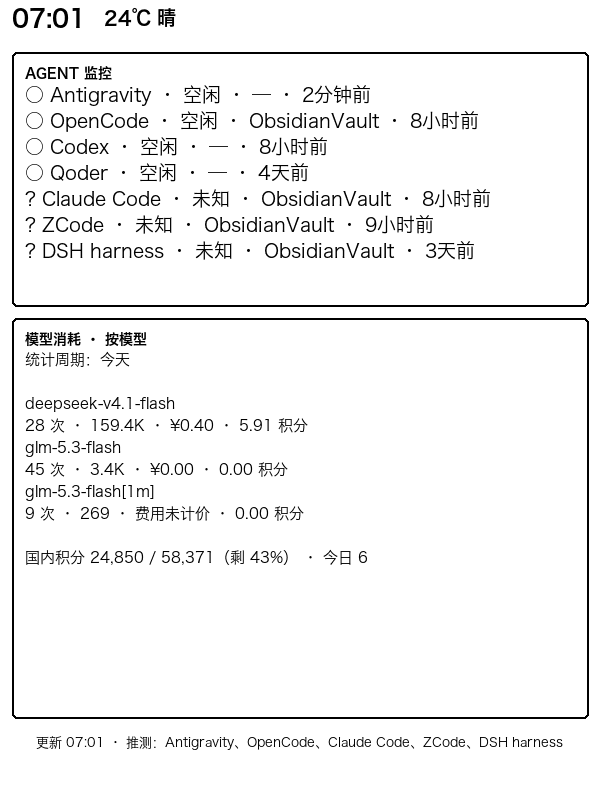 07:01 24℃ 晴
AGENT 监控
○ Antigravity · 空闲 · — · 2分钟前
○ OpenCode · 空闲 · ObsidianVault · 8小时前
○ Codex · 空闲 · — · 8小时前
○ Qoder · 空闲 · — · 4天前
? Claude Code · 未知 · ObsidianVault · 8小时前
? ZCode · 未知 · ObsidianVault · 9小时前
? DSH harness · 未知 · ObsidianVault · 3天前
模型消耗 · 按模型
统计周期：今天
deepseek-v4.1-flash
28 次 · 159.4K · ¥0.40 · 5.91 积分
glm-5.3-flash
45 次 · 3.4K · ¥0.00 · 0.00 积分
glm-5.3-flash[1m]
9 次 · 269 · 费用未计价 · 0.00 积分
国内积分 24,850 / 58,371（剩 43%） · 今日 6
更新 07:01 · 推测：Antigravity、OpenCode、Claude Code、ZCode、DSH harness